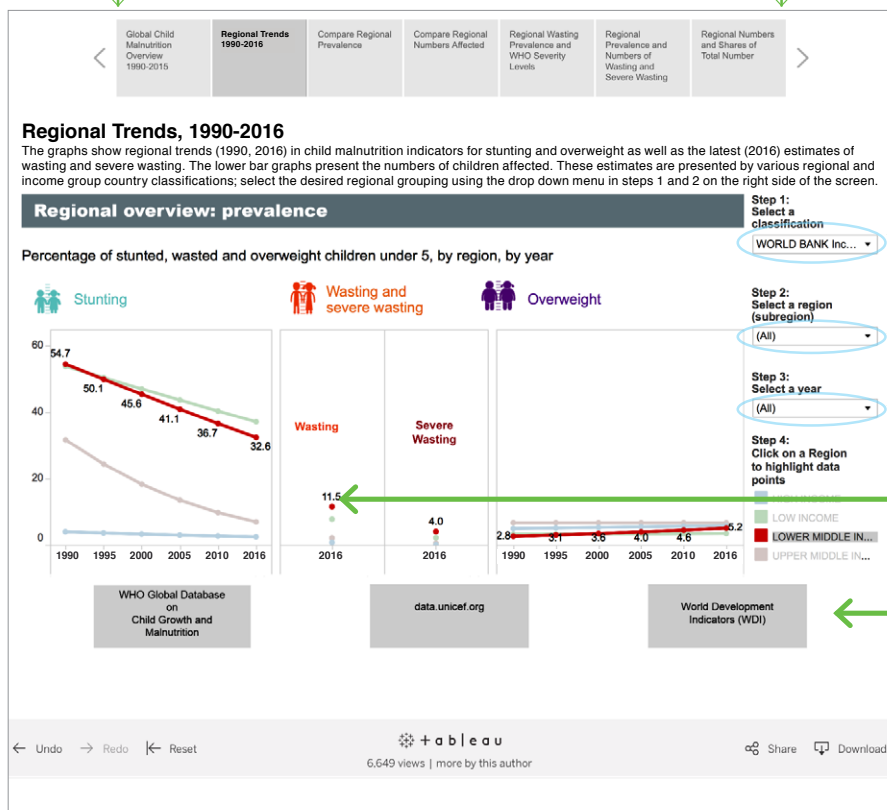 Global Child
Malnutrition
Overview
1990-2015
Regional Trends
1990-2016
Compare Regional
Prevalence
Compare Regional
Numbers Affected
Regional Wasting
Prevalence and
WHO Severity
Levels
Regional
Prevalence and
Numbers of
Wasting and
Severe Wasting
Regional Numbers
and Shares of
Total Number
Regional Trends, 1990-2016
The graphs show regional trends (1990, 2016) in child malnutrition indicators for stunting and overweight as well as the latest (2016) estimates of
wasting and severe wasting. The lower bar graphs present the numbers of children affected. These estimates are presented by various regional and
income group country classifications; select the desired regional grouping using the drop down menu in steps 1 and 2 on the right side of the screen.
Regional overview: prevalence
Percentage of stunted, wasted and overweight children under 5, by region, by year
Stunting
Wasting and
severe wasting
Overweight
60
40
20
0
54.7
50.1
45.6
41.1
36.7
32.6
1990 1995 2000 2005 2010 2016
Wasting
11.5
2016
Severe
Wasting
4.0
2016
2.8 3.1 3.6 4.0 4.6 5.2
1990 1995 2000 2005 2010 2016
Step 1:
Select a
classification
WORLD BANK Inc...
Step 2:
Select a region
(subregion)
(All)
Step 3:
Select a year
(All)
Step 4:
Click on a Region
to highlight data
points
HIGH INCOME
LOW INCOME
LOWER MIDDLE IN...
UPPER MIDDLE IN...
WHO Global Database
on
Child Growth and
Malnutrition
data.unicef.org
World Development
Indicators (WDI)
Undo Redo Reset
+ a b l e a u
6,649 views | more by this author
Share Download